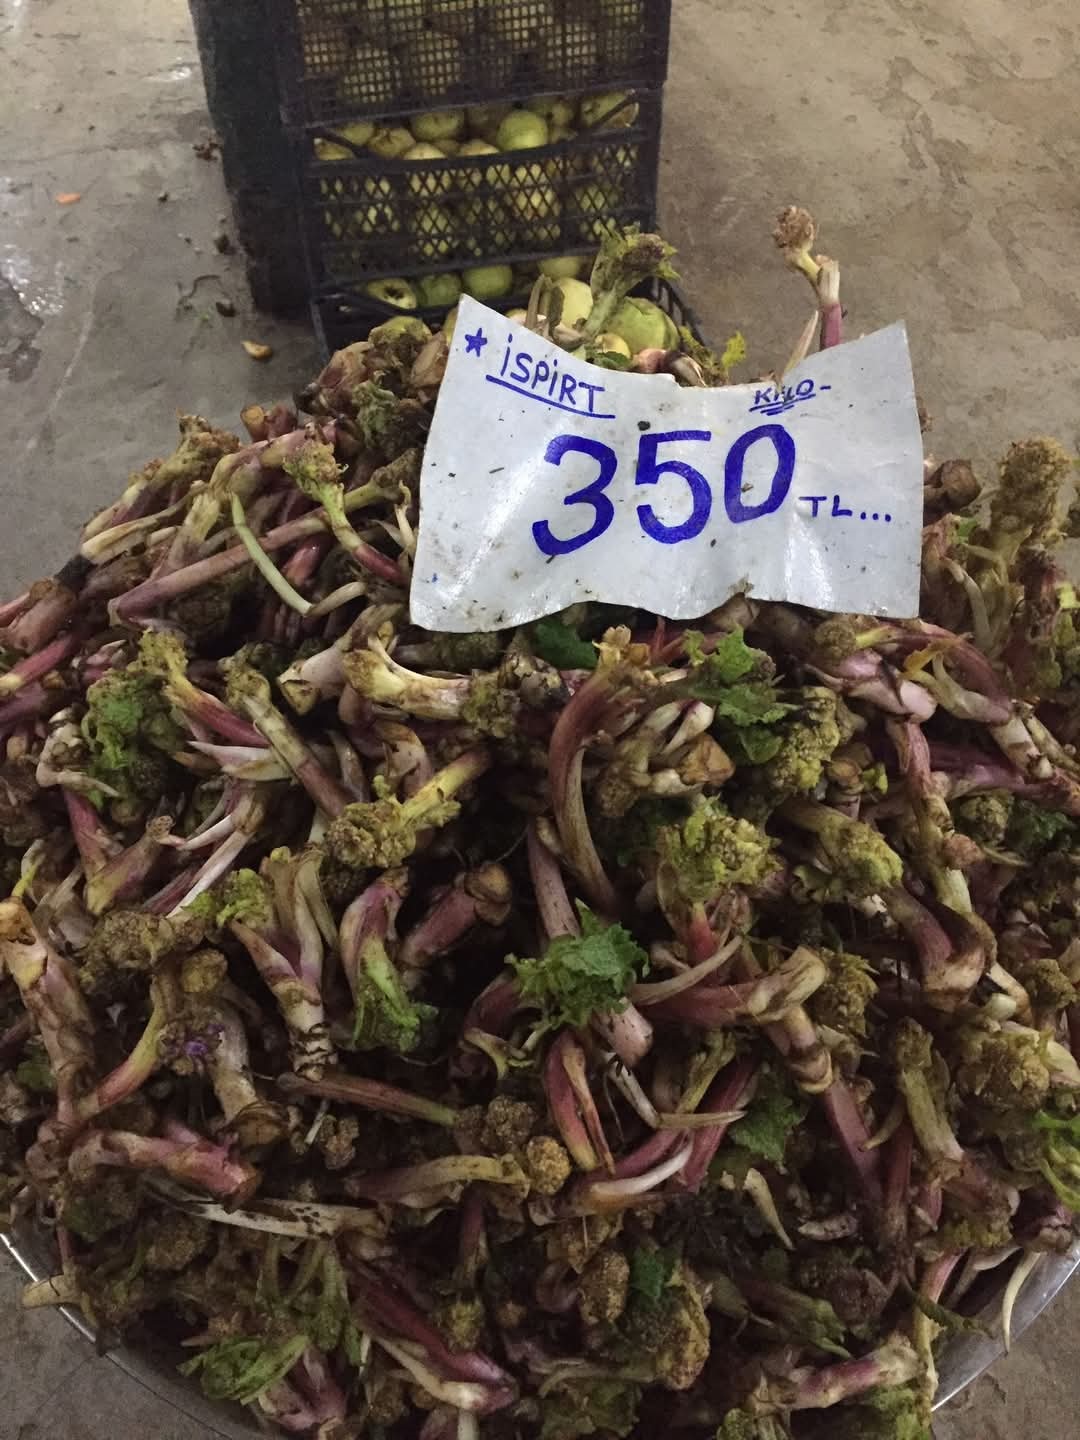 ★ İSPİRT
KİLO-
350 TL...